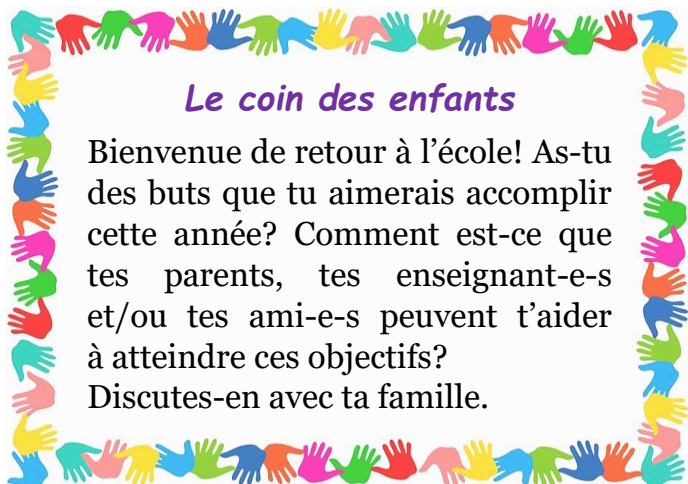 Le coin des enfants
Bienvenue de retour à l’école! As-tu
des buts que tu aimerais accomplir
cette année? Comment est-ce que
tes parents, tes enseignant-e-s
et/ou tes ami-e-s peuvent t’aider
à atteindre ces objectifs?
Discutes-en avec ta famille.